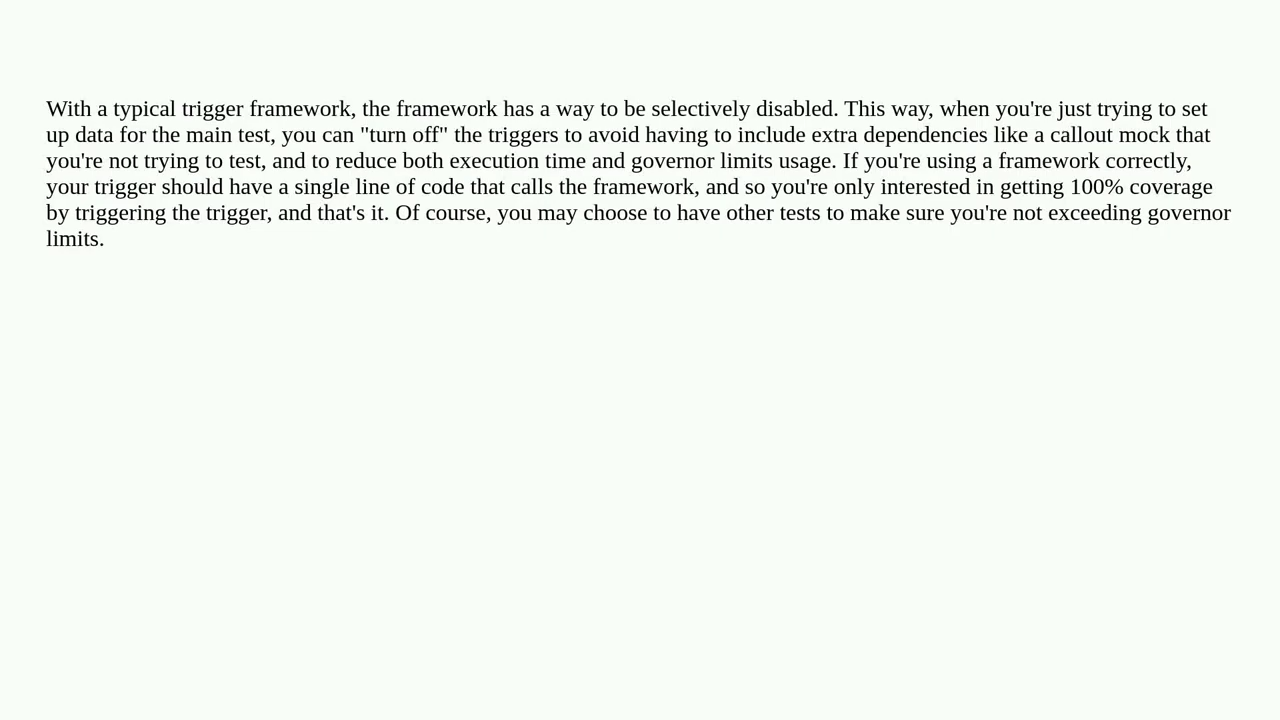 With a typical trigger framework, the framework has a way to be selectively disabled. This way, when you're just trying to set
up data for the main test, you can "turn off" the triggers to avoid having to include extra dependencies like a callout mock that
you're not trying to test, and to reduce both execution time and governor limits usage. If you're using a framework correctly,
your trigger should have a single line of code that calls the framework, and so you're only interested in getting 100% coverage
by triggering the trigger, and that's it. Of course, you may choose to have other tests to make sure you're not exceeding governor
limits.